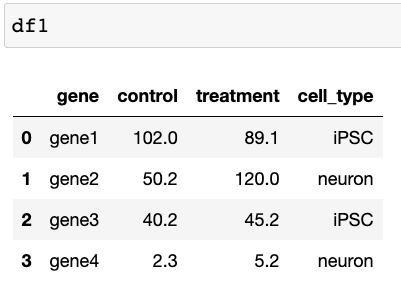 df1
gene control treatment cell_type
0 gene1 102.0 89.1 iPSC
1 gene2 50.2 120.0 neuron
2 gene3 40.2 45.2 iPSC
3 gene4 2.3 5.2 neuron